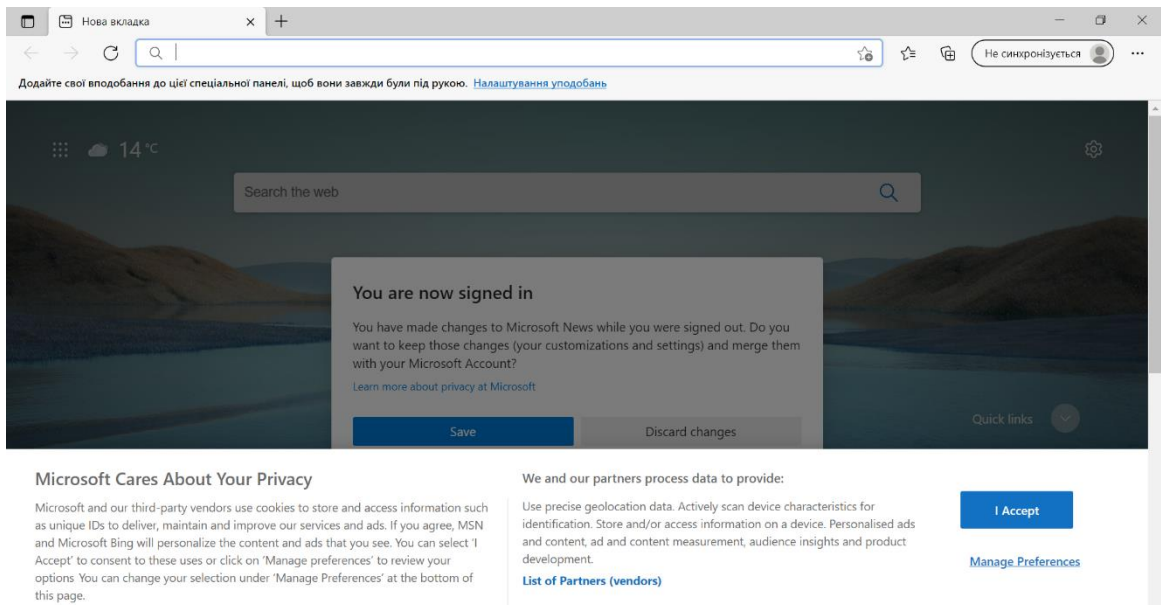 Нова вкладка
Не синхронізується
Додайте свої вподобання до цієї спеціальної панелі, щоб вони завжди були під рукою. Налаштування уподобань
14 °C
Search the web
You are now signed in
You have made changes to Microsoft News while you were signed out. Do you
want to keep those changes (your customizations and settings) and merge them
with your Microsoft Account?
Learn more about privacy at Microsoft
Save Discard changes
Quick links
Microsoft Cares About Your Privacy
Microsoft and our third-party vendors use cookies to store and access information such
as unique IDs to deliver, maintain and improve our services and ads. If you agree, MSN
and Microsoft Bing will personalize the content and ads that you see. You can select 'I
Accept' to consent to these uses or click on 'Manage preferences' to review your
options You can change your selection under 'Manage Preferences' at the bottom of
this page.
We and our partners process data to provide:
Use precise geolocation data. Actively scan device characteristics for
identification. Store and/or access information on a device. Personalised ads
and content, ad and content measurement, audience insights and product
development.
List of Partners (vendors)
I Accept
Manage Preferences